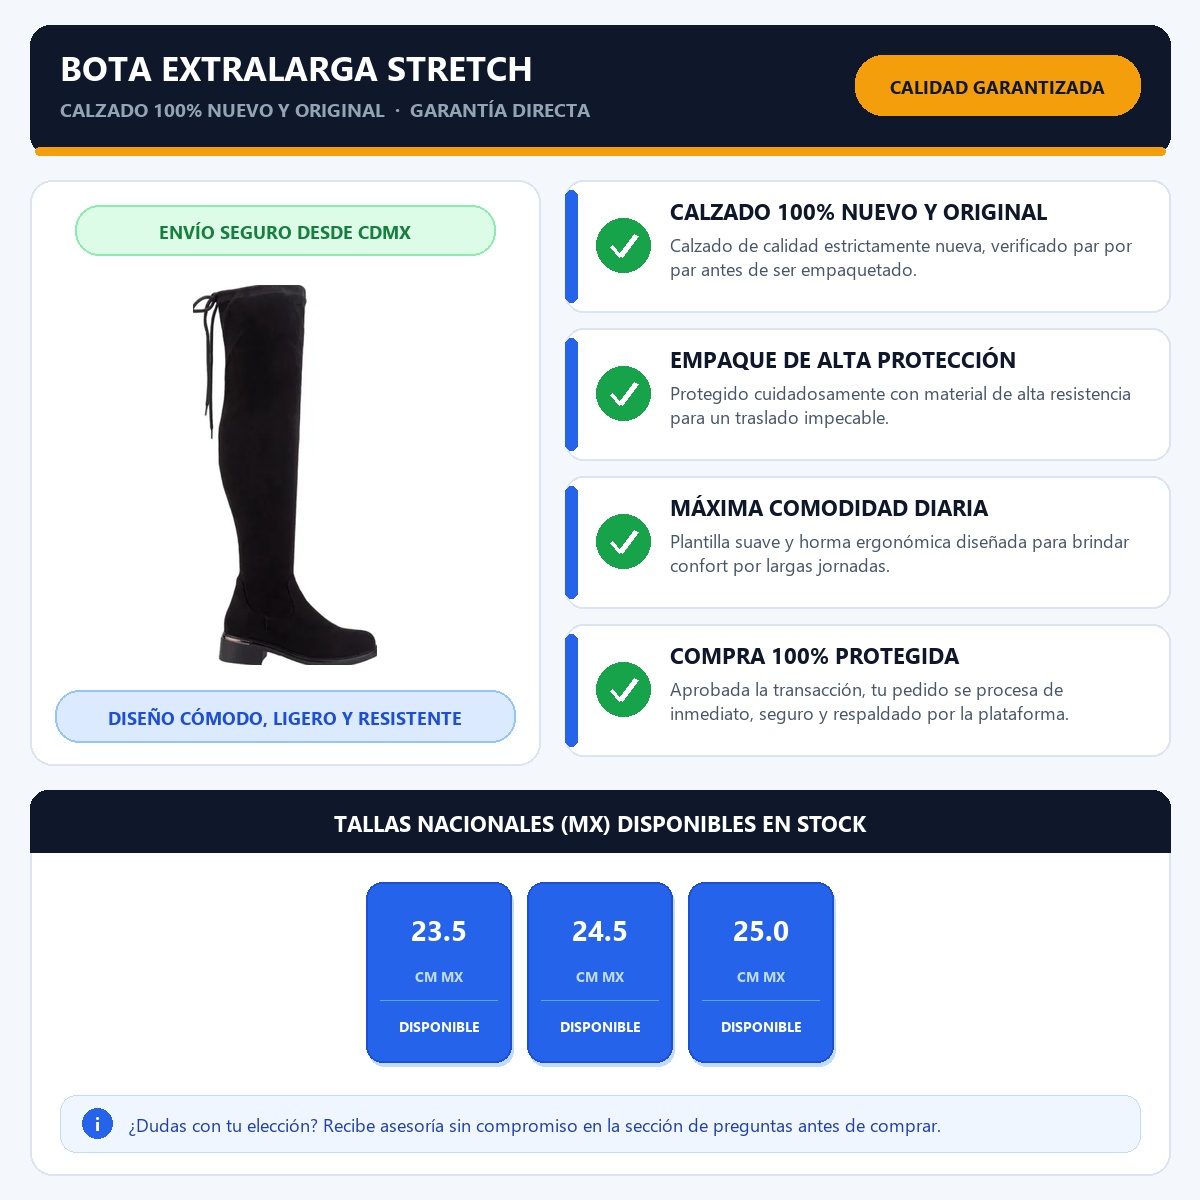 BOTA EXTRALARGA STRETCH
CALZADO 100% NUEVO Y ORIGINAL · GARANTÍA DIRECTA
CALIDAD GARANTIZADA
ENVÍO SEGURO DESDE CDMX
DISEÑO CÓMODO, LIGERO Y RESISTENTE
CALZADO 100% NUEVO Y ORIGINAL
Calzado de calidad estrictamente nueva, verificado par por
par antes de ser empaquetado.
EMPAQUE DE ALTA PROTECCIÓN
Protegido cuidadosamente con material de alta resistencia
para un traslado impecable.
MÁXIMA COMODIDAD DIARIA
Plantilla suave y horma ergonómica diseñada para brindar
confort por largas jornadas.
COMPRA 100% PROTEGIDA
Aprobada la transacción, tu pedido se procesa de
inmediato, seguro y respaldado por la plataforma.
TALLAS NACIONALES (MX) DISPONIBLES EN STOCK
23.5
CM MX
DISPONIBLE
24.5
CM MX
DISPONIBLE
25.0
CM MX
DISPONIBLE
¿Dudas con tu elección? Recibe asesoría sin compromiso en la sección de preguntas antes de comprar.